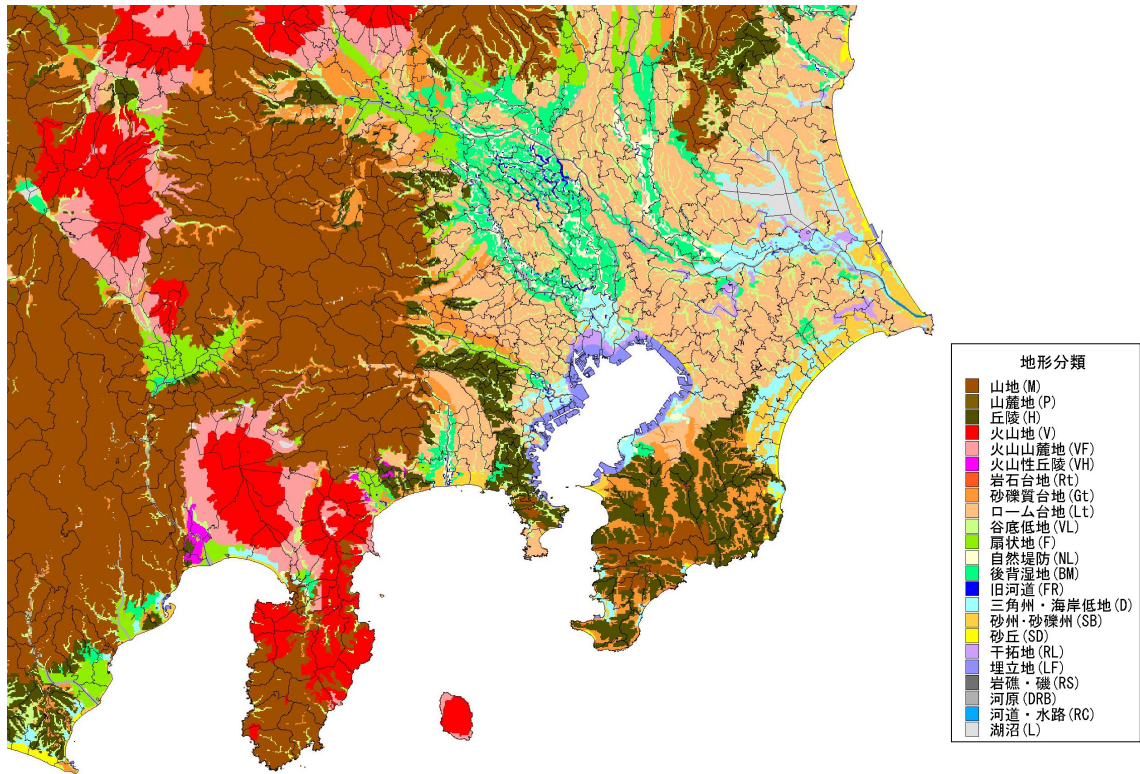 地形分類
山地(M)
山麓地(P)
丘陵(H)
火山地(V)
火山山麓地(VF)
火山性丘陵(VH)
岩石台地(Rt)
砂礫質台地(Gt)
ローム台地(Lt)
谷底低地(VL)
扇状地(F)
自然堤防(NL)
後背湿地(BM)
旧河道(FR)
三角州・海岸低地(D)
砂州・砂礫州(SB)
砂丘(SD)
干拓地(RL)
埋立地(LF)
岩礁・磯(RS)
河原(DRB)
河道・水路(RC)
湖沼(L)